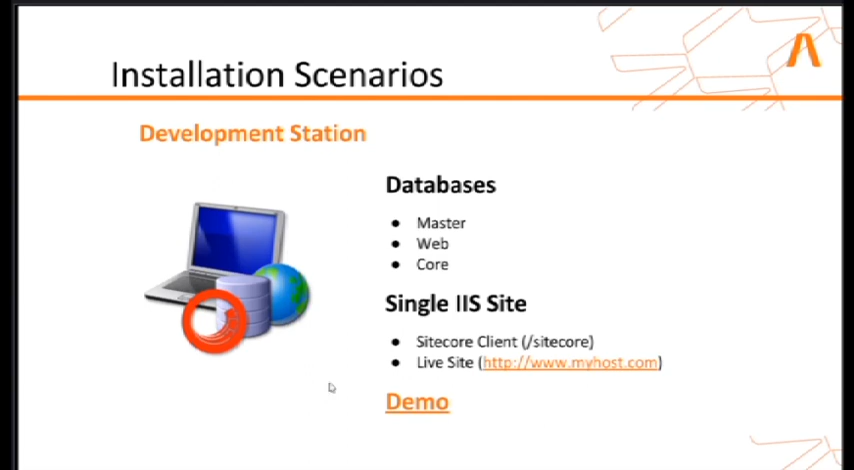 Installation Scenarios
Development Station
Databases
● Master
● Web
● Core
Single IIS Site
● Sitecore Client (/sitecore)
● Live Site (http://www.myhost.com)
Demo